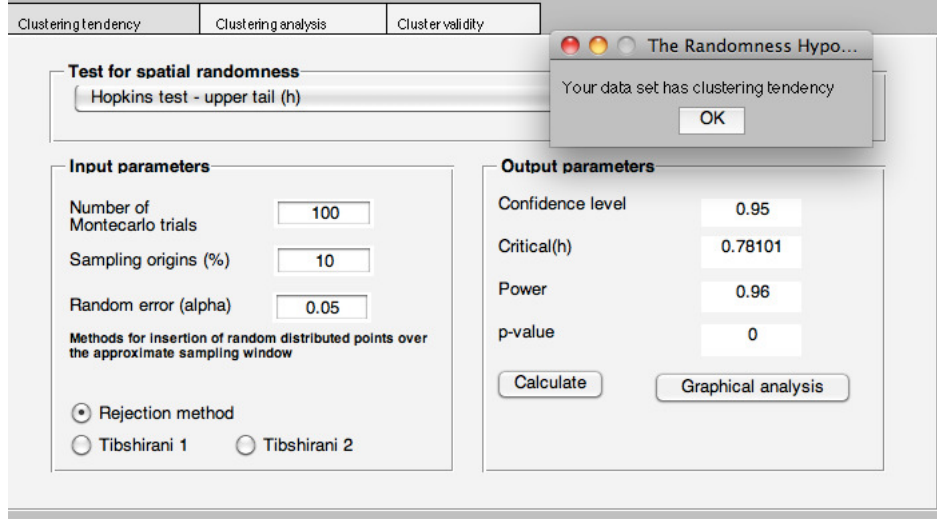 Clustering tendency
Clustering analysis
Cluster validity
The Randomness Hypo...
Your data set has clustering tendency
OK
Test for spatial randomness
Hopkins test - upper tail (h)
Input parameters
Number of
Montecarlo trials
100
Sampling origins (%)
10
Random error (alpha)
0.05
Methods for insertion of random distributed points over
the approximate sampling window
Rejection method
Tibshirani 1
Tibshirani 2
Output parameters
Confidence level
0.95
Critical(h)
0.78101
Power
0.96
p-value
0
Calculate
Graphical analysis